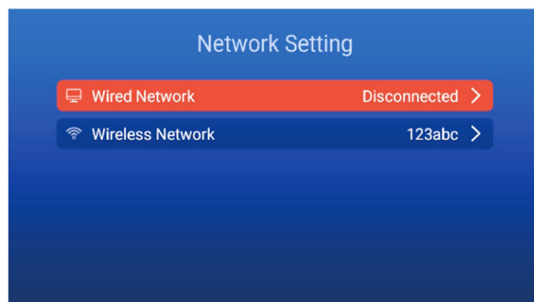 Network Setting
Wired Network Disconnected
Wireless Network 123abc